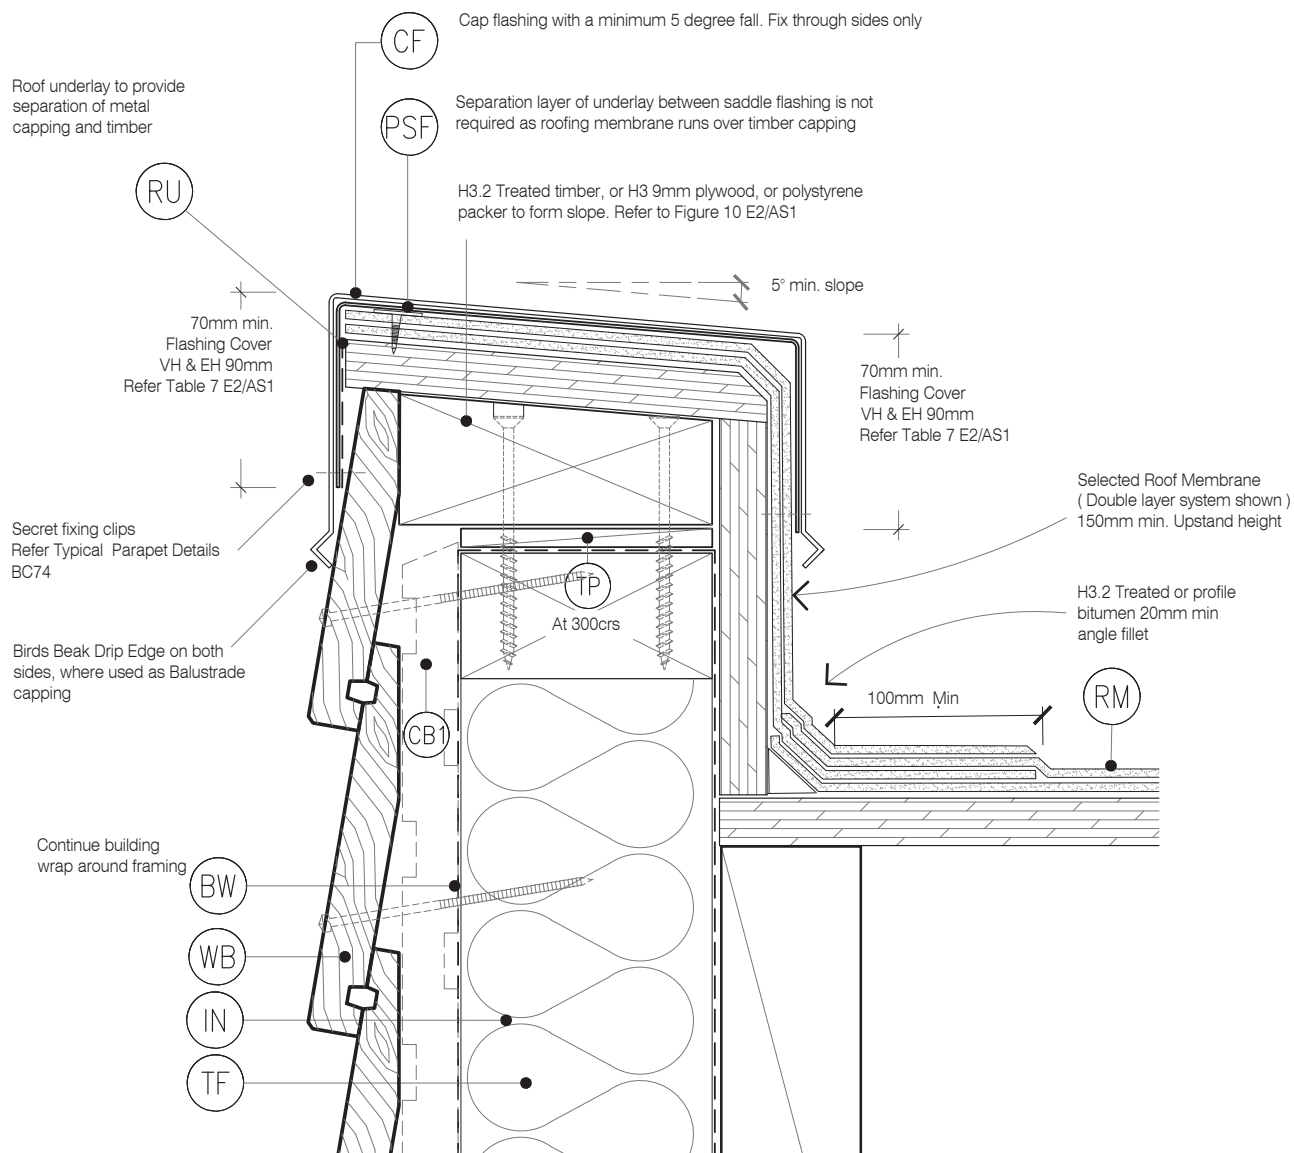 CF
Cap flashing with a minimum 5 degree fall. Fix through sides only
Roof underlay to provide
separation of metal
capping and timber
PSF
Separation layer of underlay between saddle flashing is not
required as roofing membrane runs over timber capping
RU
H3.2 Treated timber, or H3 9mm plywood, or polystyrene
packer to form slope. Refer to Figure 10 E2/AS1
5° min. slope
70mm min.
Flashing Cover
VH & EH 90mm
Refer Table 7 E2/AS1
70mm min.
Flashing Cover
VH & EH 90mm
Refer Table 7 E2/AS1
Selected Roof Membrane
( Double layer system shown )
150mm min. Upstand height
Secret fixing clips
Refer Typical Parapet Details
BC74
TP
At 300crs
H3.2 Treated or profile
bitumen 20mm min
angle fillet
Birds Beak Drip Edge on both
sides, where used as Balustrade
capping
100mm Min
RM
CB1
Continue building
wrap around framing
BW
WB
IN
TF